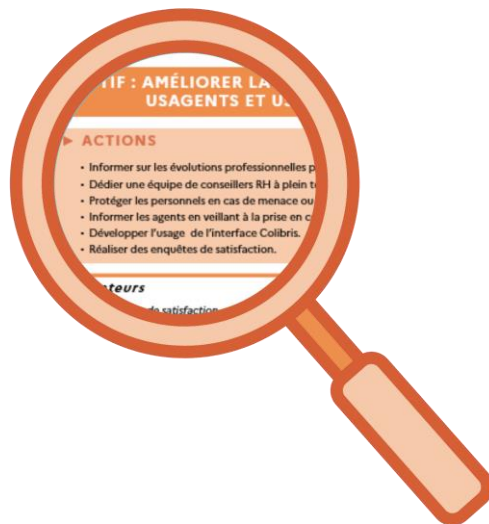 TIF : AMÉLIORER LA
USAGENTS ET US
► ACTIONS
• Informer sur les évolutions professionnelles p
• Dédier une équipe de conseillers RH à plein te
• Protéger les personnels en cas de menace ou
• Informer les agents en veillant à la prise en c
• Développer l'usage de l'interface Colibris.
• Réaliser des enquêtes de satisfaction.
teurs
de satisfaction